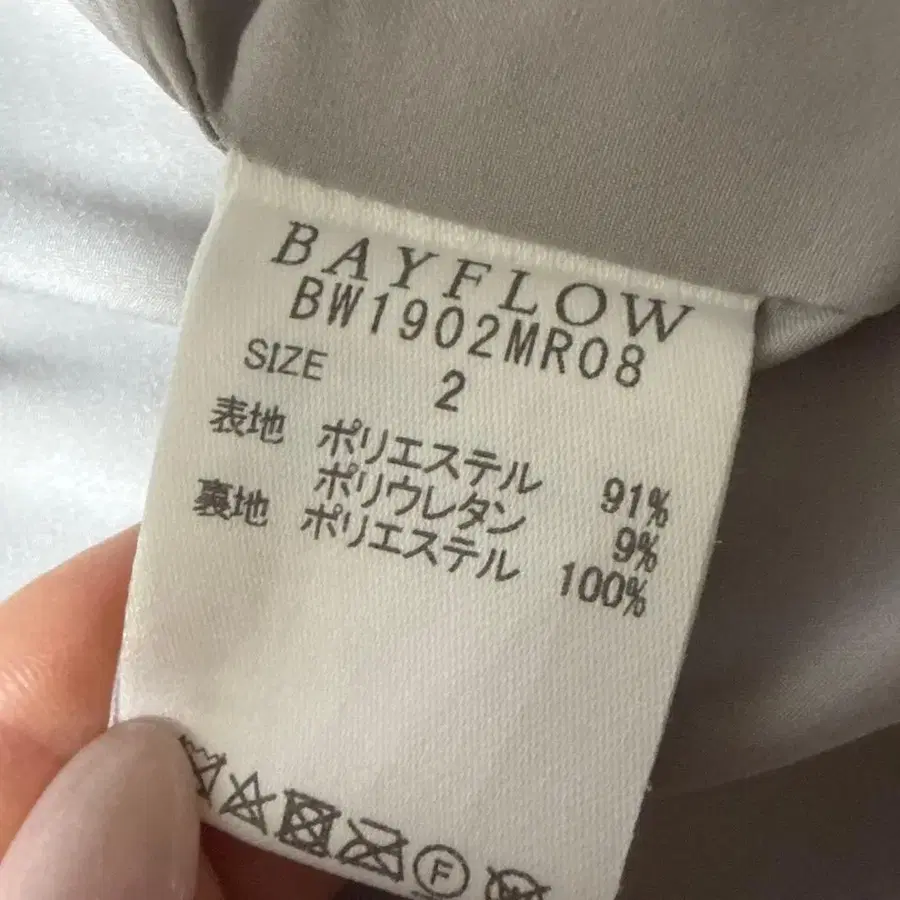 BAYFLOW
BW1902MR08
SIZE 2
表地 ポリエステル 91%
ポリウレタン 9%
裏地 ポリエステル 100%
F